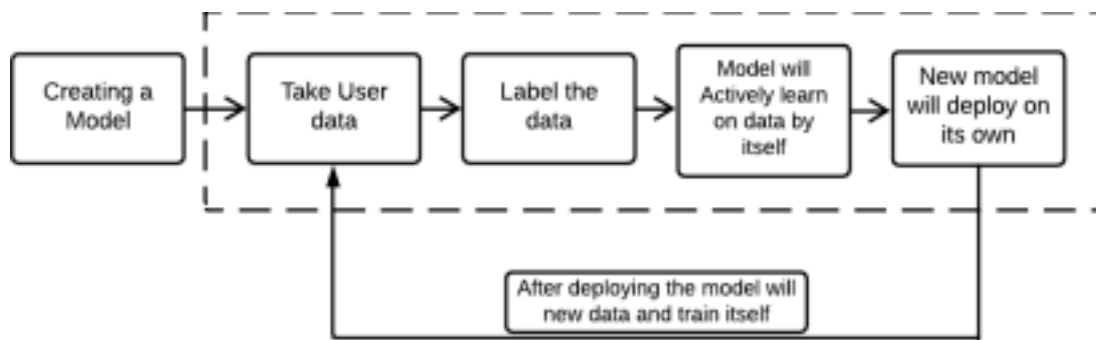 Creating a
Model
Take User
data
Label the
data
Model will
Actively learn
on data by
itself
New model
will deploy on
its own
After deploying the model will
new data and train itself